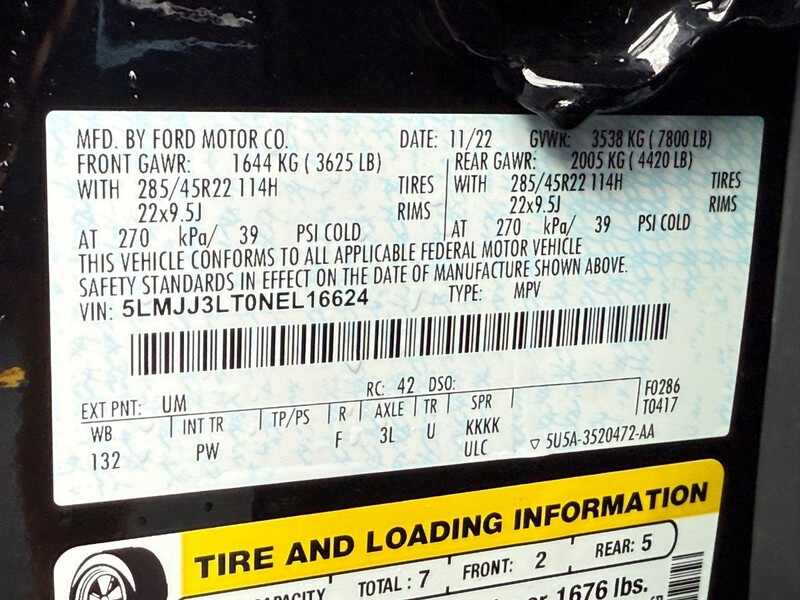 MFD. BY FORD MOTOR CO. DATE: 11/22 GVWR: 3538 KG ( 7800 LB)
FRONT GAWR: 1644 KG ( 3625 LB) REAR GAWR: 2005 KG ( 4420 LB)
WITH 285/45R22 114H TIRES WITH 285/45R22 114H TIRES
22x9.5J RIMS 22x9.5J RIMS
AT 270 kPa/ 39 PSI COLD AT 270 kPa/ 39 PSI COLD
THIS VEHICLE CONFORMS TO ALL APPLICABLE FEDERAL MOTOR VEHICLE
SAFETY STANDARDS IN EFFECT ON THE DATE OF MANUFACTURE SHOWN ABOVE.
VIN: 5LMJJ3LT0NEL16624 TYPE: MPV
EXT PNT: UM RC: 42 DSO: F0286
WB INT TR TP/PS R AXLE TR SPR T0417
132 PW F 3L U KKKK
ULC ▽ 5U5A-3520472-AA
TIRE AND LOADING INFORMATION
TOTAL : 7 FRONT: 2 REAR: 5
1676 lbs.